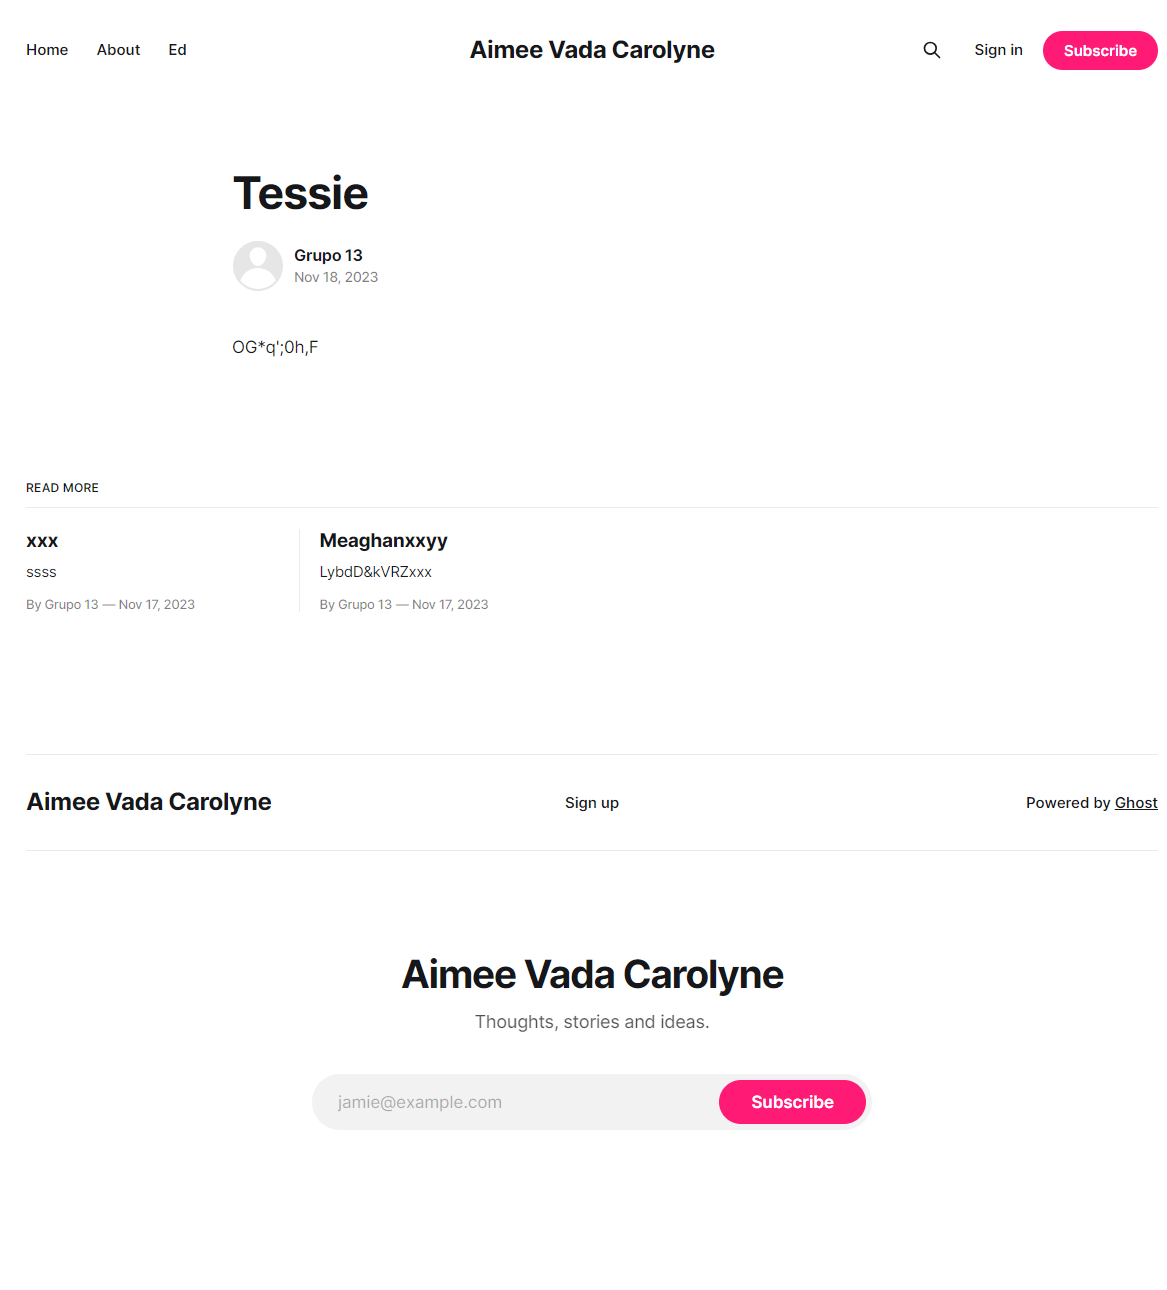 Home About Ed Aimee Vada Carolyne Sign in Subscribe
Tessie
Grupo 13
Nov 18, 2023
OG*q';0h,F
READ MORE
xxx
ssss
By Grupo 13 — Nov 17, 2023
Meaghanxxyy
LybdD&kVRZxxx
By Grupo 13 — Nov 17, 2023
Aimee Vada Carolyne Sign up Powered by Ghost
Aimee Vada Carolyne
Thoughts, stories and ideas.
jamie@example.com Subscribe